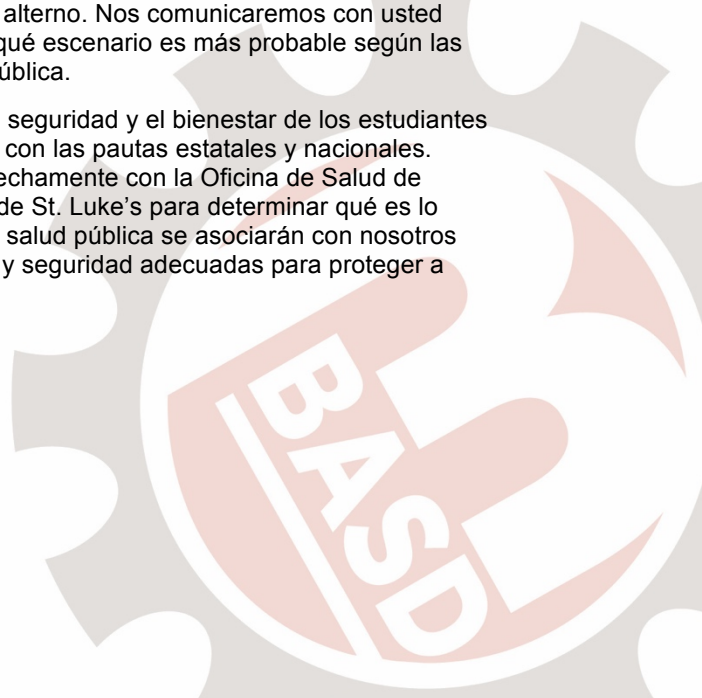 alterno. Nos comunicaremos con usted
qué escenario es más probable según las
ública.
seguridad y el bienestar de los estudiantes
con las pautas estatales y nacionales.
echamente con la Oficina de Salud de
de St. Luke’s para determinar qué es lo
salud pública se asociarán con nosotros
y seguridad adecuadas para proteger a
BASD